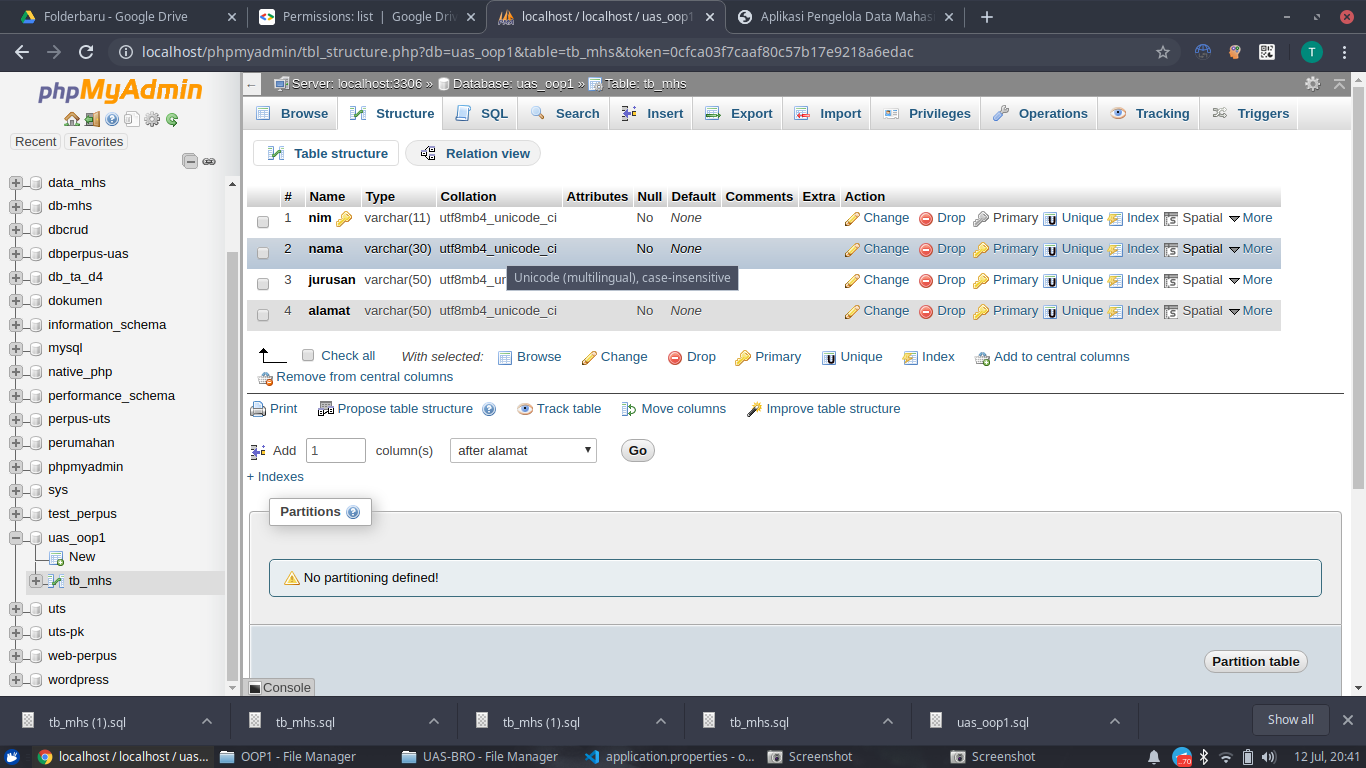 Folderbaru - Google Drive
Permissions: list | Google Driv
localhost / localhost / uas_oop1
Aplikasi Pengelola Data Mahas
localhost/phpmyadmin/tbl_structure.php?db=uas_oop1&table=tb_mhs&token=0cfca03f7caaf80c57b17e9218a6edac
T
phpMyAdmin
Recent Favorites
data_mhs
db-mhs
dbcrud
dbperpus-uas
db_ta_d4
dokumen
information_schema
mysql
native_php
performance_schema
perpus-uts
perumahan
phpmyadmin
sys
test_perpus
uas_oop1
New
tb_mhs
uts
uts-pk
web-perpus
wordpress
Server: localhost:3306 » Database: uas_oop1 » Table: tb_mhs
Browse Structure SQL Search Insert Export Import Privileges Operations Tracking Triggers
Table structure Relation view
# Name Type Collation Attributes Null Default Comments Extra Action
1 nim varchar(11) utf8mb4_unicode_ci No None Change Drop Primary Unique Index Spatial More
2 nama varchar(30) utf8mb4_unicode_ci No None Change Drop Primary Unique Index Spatial More
3 jurusan varchar(50) utf8mb4_ur Change Drop Primary Unique Index Spatial More
Unicode (multilingual), case-insensitive
4 alamat varchar(50) utf8mb4_unicode_ci No None Change Drop Primary Unique Index Spatial More
Check all With selected: Browse Change Drop Primary Unique Index Add to central columns
Remove from central columns
Print Propose table structure Track table Move columns Improve table structure
Add 1 column(s) after alamat Go
+ Indexes
Partitions
No partitioning defined!
Partition table
Console
tb_mhs (1).sql
tb_mhs.sql
tb_mhs (1).sql
tb_mhs.sql
uas_oop1.sql
Show all
localhost / localhost / uas...
OOP1 - File Manager
UAS-BRO - File Manager
application.properties - o...
Screenshot
Screenshot
70
12 Jul, 20:41